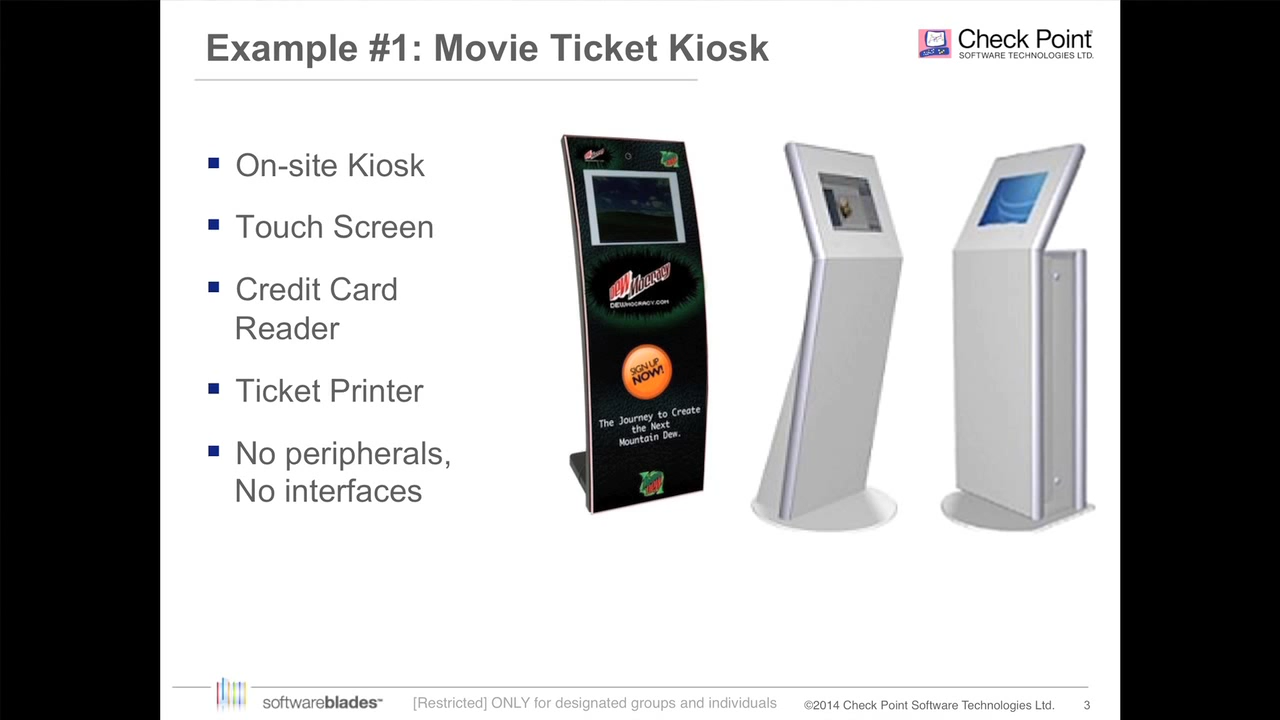 Example #1: Movie Ticket Kiosk
Check Point
SOFTWARE TECHNOLOGIES LTD.
On-site Kiosk
Touch Screen
Credit Card
Reader
Ticket Printer
No peripherals,
No interfaces
DEWMOCRACY
DEWMOCRACY.COM
SIGN UP
NOW!
The Journey to Create
the Next
Mountain Dew.
softwareblades™
[Restricted] ONLY for designated groups and individuals
©2014 Check Point Software Technologies Ltd.
3